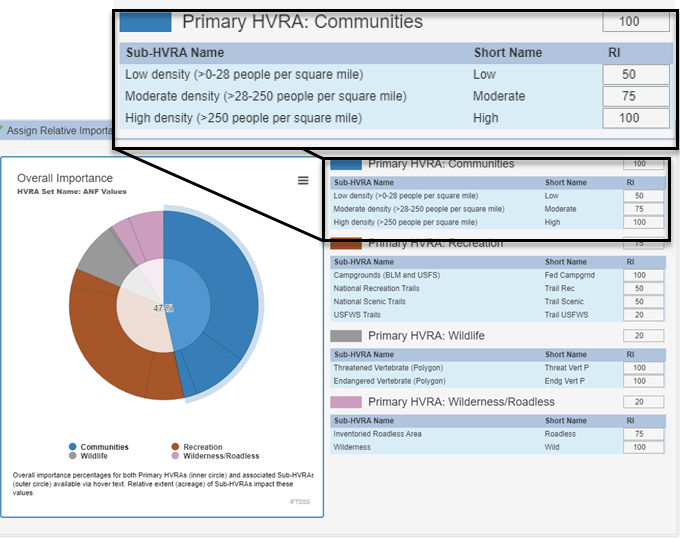 Primary HVRA: Communities 100
Sub-HVRA Name Short Name RI
Low density (>0-28 people per square mile) Low 50
Moderate density (>28-250 people per square mile) Moderate 75
High density (>250 people per square mile) High 100
Assign Relative Importa
Overall Importance
HVRA Set Name: ANF Values
47 %
Communities
Recreation
Wildlife
Wilderness/Roadless
Overall importance percentages for both Primary HVRAs (inner circle) and associated Sub-HVRAs
(outer circle) available via hover text. Relative extent (acreage) of Sub-HVRAs impact these
values.
IFTDSS
Primary HVRA: Communities 100
Sub-HVRA Name Short Name RI
Low density (>0-28 people per square mile) Low 50
Moderate density (>28-250 people per square mile) Moderate 75
High density (>250 people per square mile) High 100
Primary HVRA: Recreation 75
Sub-HVRA Name Short Name RI
Campgrounds (BLM and USFS) Fed Campgrnd 100
National Recreation Trails Trail Rec 50
National Scenic Trails Trail Scenic 50
USFWS Trails Trail USFWS 20
Primary HVRA: Wildlife 20
Sub-HVRA Name Short Name RI
Threatened Vertebrate (Polygon) Threat Vert P 100
Endangered Vertebrate (Polygon) Endg Vert P 100
Primary HVRA: Wilderness/Roadless 20
Sub-HVRA Name Short Name RI
Inventoried Roadless Area Roadless 75
Wilderness Wild 100